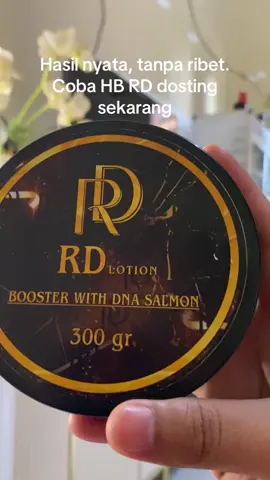 Hasil nyata, tanpa ribet.
Coba HB RD dosting
sekarang
RD
RD LOTION
BOOSTER WITH DNA SALMON
300 gr